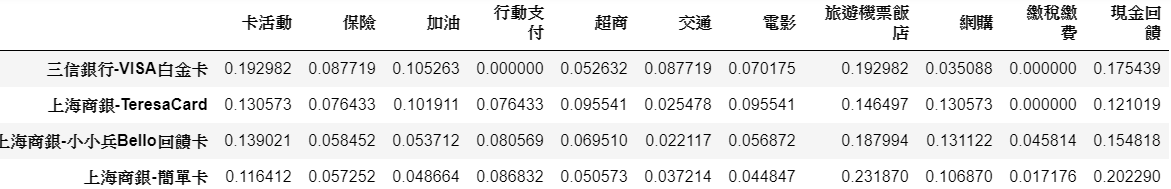 卡活動 保險 加油 行動支付 超商 交通 電影 旅遊機票飯店 網購 繳稅繳費 現金回饋
三信銀行-VISA白金卡 0.192982 0.087719 0.105263 0.000000 0.052632 0.087719 0.070175 0.192982 0.035088 0.000000 0.175439
上海商銀-TeresaCard 0.130573 0.076433 0.101911 0.076433 0.095541 0.025478 0.095541 0.146497 0.130573 0.000000 0.121019
上海商銀-小小兵Bello回饋卡 0.139021 0.058452 0.053712 0.080569 0.069510 0.022117 0.056872 0.187994 0.131122 0.045814 0.154818
上海商銀-簡單卡 0.116412 0.057252 0.048664 0.086832 0.050573 0.037214 0.044847 0.231870 0.106870 0.017176 0.202290